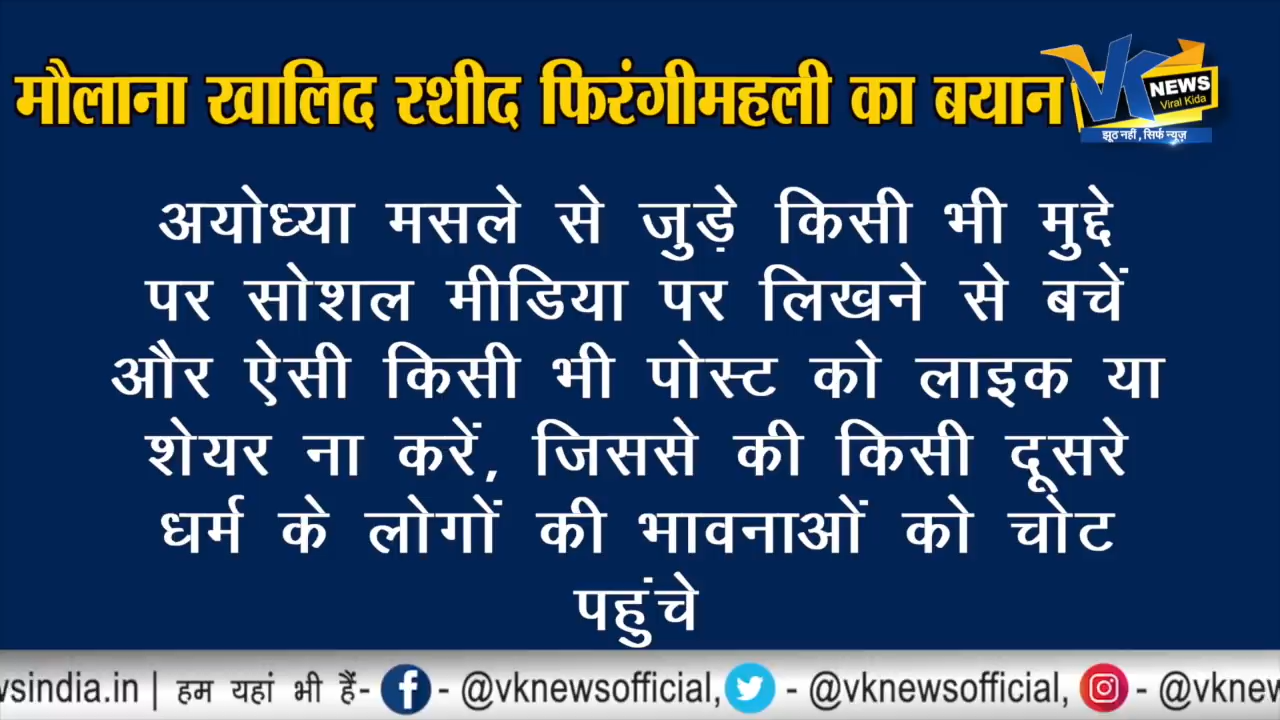 मौलाना खालिद रशीद फिरंगीमहली का बयान
VK NEWS
Viral Kida
झूठ नहीं, सिर्फ न्यूज़
अयोध्या मसले से जुड़े किसी भी मुद्दे
पर सोशल मीडिया पर लिखने से बचें
और ऐसी किसी भी पोस्ट को लाइक या
शेयर ना करें, जिससे की किसी दूसरे
धर्म के लोगों की भावनाओं को चोट
पहुंचे
wsindia.in | हम यहां भी हैं- - @vknewsofficial, - @vknewsofficial, - @vknew